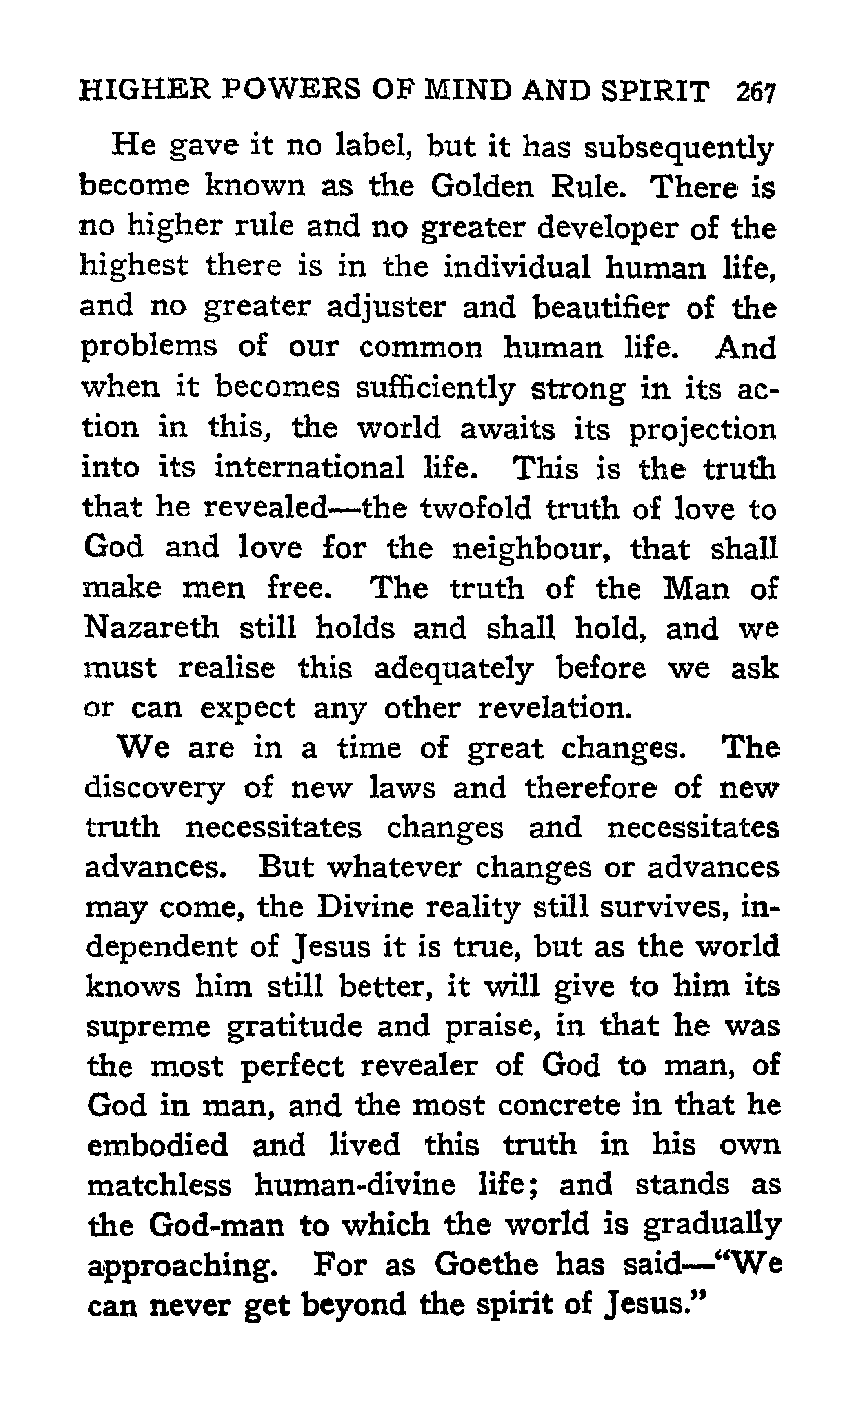 HIGHER POWERS OF MIND AND SPIRIT 267
He gave it no label, but it has subsequently
become known as the Golden Rule. There is
no higher rule and no greater developer of the
highest there is in the individual human life,
and no greater adjuster and beautifier of the
problems of our common human life. And
when it becomes sufficiently strong in its ac-
tion in this, the world awaits its projection
into its international life. This is the truth
that he revealed—the twofold truth of love to
God and love for the neighbour, that shall
make men free. The truth of the Man of
Nazareth still holds and shall hold, and we
must realise this adequately before we ask
or can expect any other revelation.
We are in a time of great changes. The
discovery of new laws and therefore of new
truth necessitates changes and necessitates
advances. But whatever changes or advances
may come, the Divine reality still survives, in-
dependent of Jesus it is true, but as the world
knows him still better, it will give to him its
supreme gratitude and praise, in that he was
the most perfect revealer of God to man, of
God in man, and the most concrete in that he
embodied and lived this truth in his own
matchless human-divine life; and stands as
the God-man to which the world is gradually
approaching. For as Goethe has said—“We
can never get beyond the spirit of Jesus.”